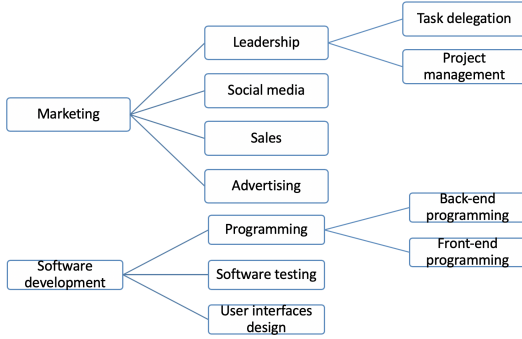 Marketing
Leadership
Task delegation
Project
management
Social media
Sales
Advertising
Software
development
Programming
Back-end
programming
Front-end
programming
Software testing
User interfaces
design